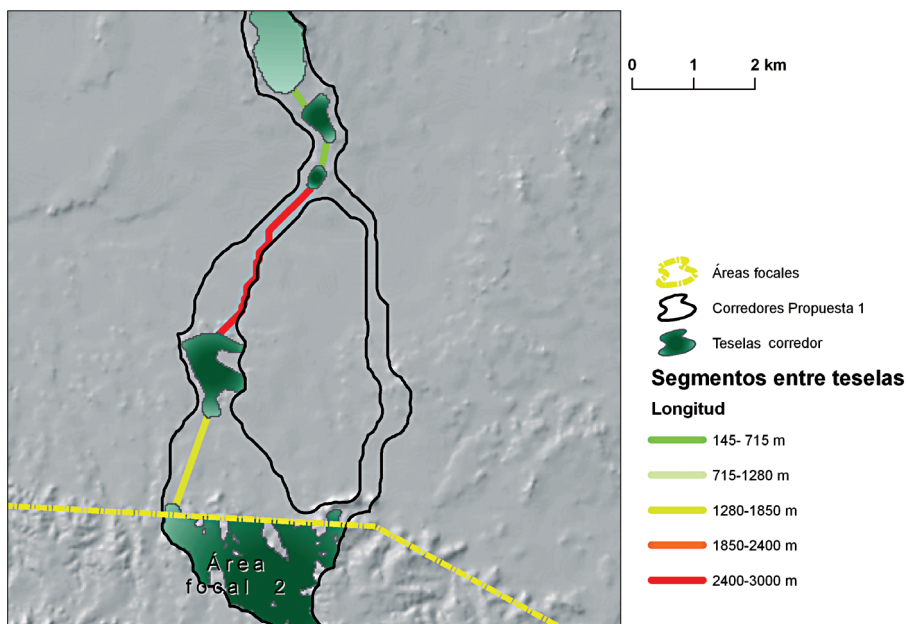 0 1 2 km
Áreas focales
Corredores Propuesta 1
Teselas corredor
Segmentos entre teselas
Longitud
145- 715 m
715-1280 m
1280-1850 m
1850-2400 m
2400-3000 m
Área
focal 2